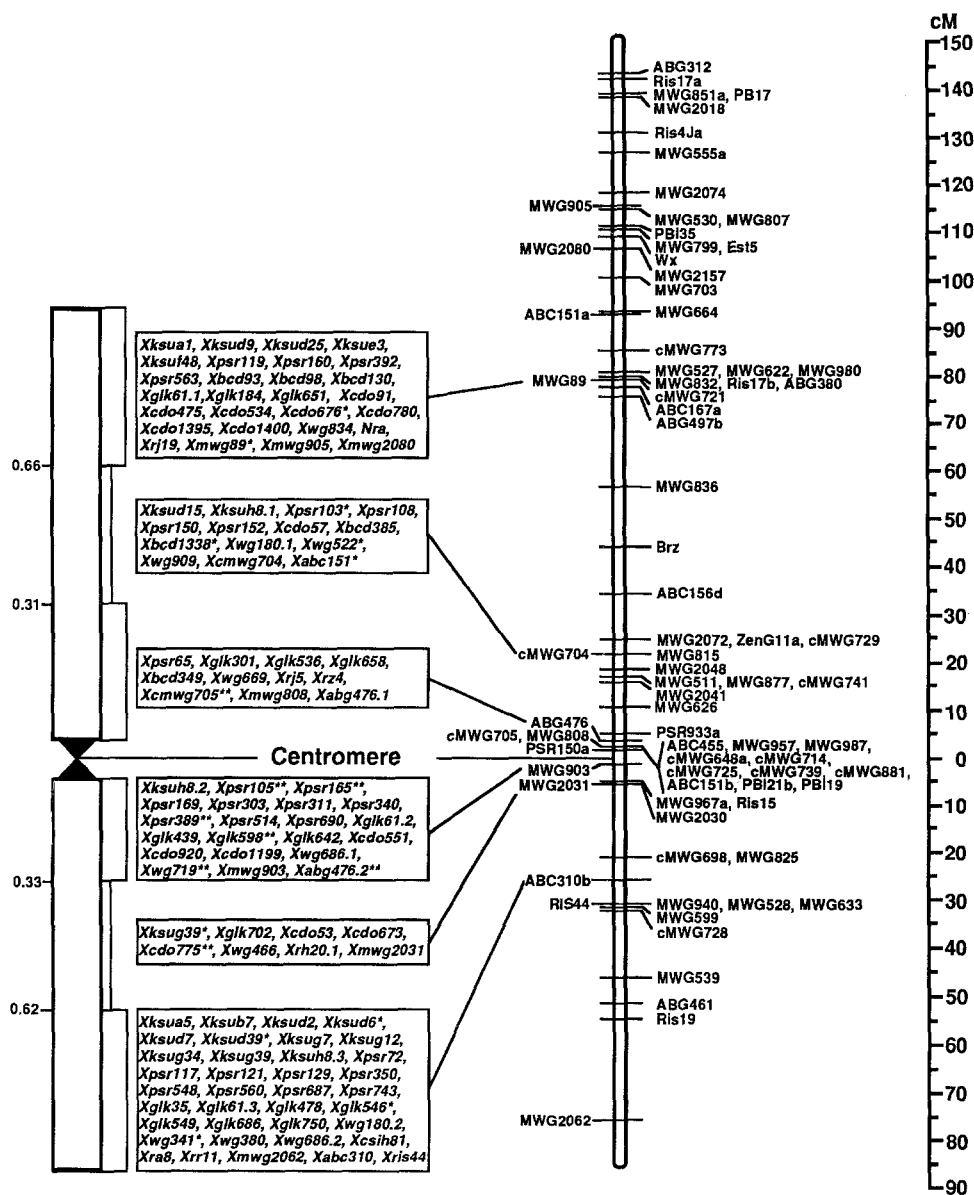 cM
150
140
130
120
110
100
90
80
70
60
50
40
30
20
10
0
10
20
30
40
50
60
70
80
90
0.66
0.31
0.33
0.62
Xksua1, Xksud9, Xksud25, Xksue3,
Xksuf48, Xpsr119, Xpsr160, Xpsr392,
Xpsr563, Xbcd93, Xbcd98, Xbcd130,
Xglk61.1,Xglk184, Xglk651, Xcdo91,
Xcdo475, Xcdo534, Xcdo676*, Xcdo780,
Xcdo1395, Xcdo1400, Xwg834, Nra,
Xrj19, Xmwg89*, Xmwg905, Xmwg2080
Xksud15, Xksuh8.1, Xpsr103*, Xpsr108,
Xpsr150, Xpsr152, Xcdo57, Xbcd385,
Xbcd1338*, Xwg180.1, Xwg522*,
Xwg909, Xcmwg704, Xabc151*
Xpsr65, Xglk301, Xglk536, Xglk658,
Xbcd349, Xwg669, Xrj5, Xrz4,
Xcmwg705**, Xmwg808, Xabg476.1
Centromere
Xksuh8.2, Xpsr105**, Xpsr165**,
Xpsr169, Xpsr303, Xpsr311, Xpsr340,
Xpsr389**, Xpsr514, Xpsr690, Xglk61.2,
Xglk439, Xglk598**, Xglk642, Xcdo551,
Xcdo920, Xcdo1199, Xwg686.1,
Xwg719**, Xmwg903, Xabg476.2**
Xksug39*, Xglk702, Xcdo53, Xcdo673,
Xcdo775**, Xwg466, Xrh20.1, Xmwg2031
Xksua5, Xksub7, Xksud2, Xksud6*,
Xksud7, Xksud39*, Xksug7, Xksug12,
Xksug34, Xksug39, Xksuh8.3, Xpsr72,
Xpsr117, Xpsr121, Xpsr129, Xpsr350,
Xpsr548, Xpsr560, Xpsr687, Xpsr743,
Xglk35, Xglk61.3, Xglk478, Xglk546*,
Xglk549, Xglk686, Xglk750, Xwg180.2,
Xwg341*, Xwg380, Xwg686.2, Xcsih81,
Xra8, Xrr11, Xmwg2062, Xabc310, Xris44
MWG905
MWG2080
ABC151a
MWG89
cMWG704
ABG476
cMWG705, MWG808
PSR150a
MWG903
MWG2031
ABC310b
RIS44
MWG2062
ABG312
Ris17a
MWG851a, PB17
MWG2018
Ris4Ja
MWG555a
MWG2074
MWG530, MWG807
PBI35
MWG799, Est5
Wx
MWG2157
MWG703
MWG664
cMWG773
MWG527, MWG622, MWG980
MWG832, Ris17b, ABG380
cMWG721
ABC167a
ABG497b
MWG836
Brz
ABC156d
MWG2072, ZenG11a, cMWG729
MWG815
MWG2048
MWG511, MWG877, cMWG741
MWG2041
MWG626
PSR933a
ABC455, MWG957, MWG987,
cMWG648a, cMWG714,
cMWG725, cMWG739, cMWG881,
ABC151b, PBI21b, PBI19
MWG967a, Ris15
MWG2030
cMWG698, MWG825
MWG940, MWG528, MWG633
MWG599
cMWG728
MWG539
ABG461
Ris19